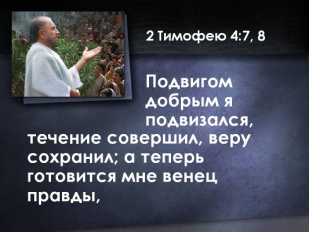 2 Тимофею 4:7, 8
Подвигом
добрым я
подвизался,
течение совершил, веру
сохранил; а теперь
готовится мне венец
правды,